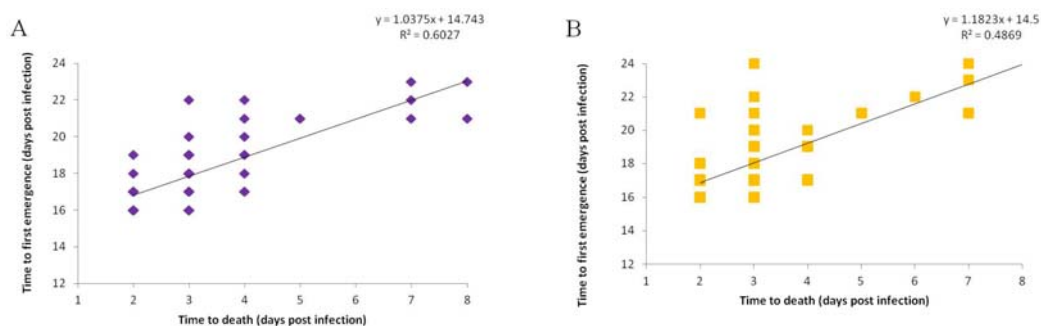 A
y = 1.0375x + 14.743
R² = 0.6027
Time to first emergence (days post infection)
24
22
20
18
16
14
12
1 2 3 4 5 6 7 8
Time to death (days post infection)
B
y = 1.1823x + 14.5
R² = 0.4869
Time to first emergence (days post infection)
24
22
20
18
16
14
12
1 2 3 4 5 6 7 8
Time to death (days post infection)